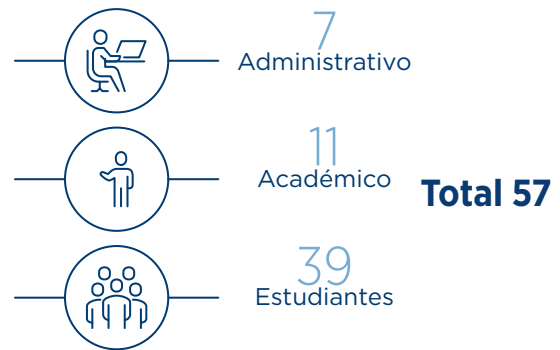 7
Administrativo
11
Académico
Total 57
39
Estudiantes